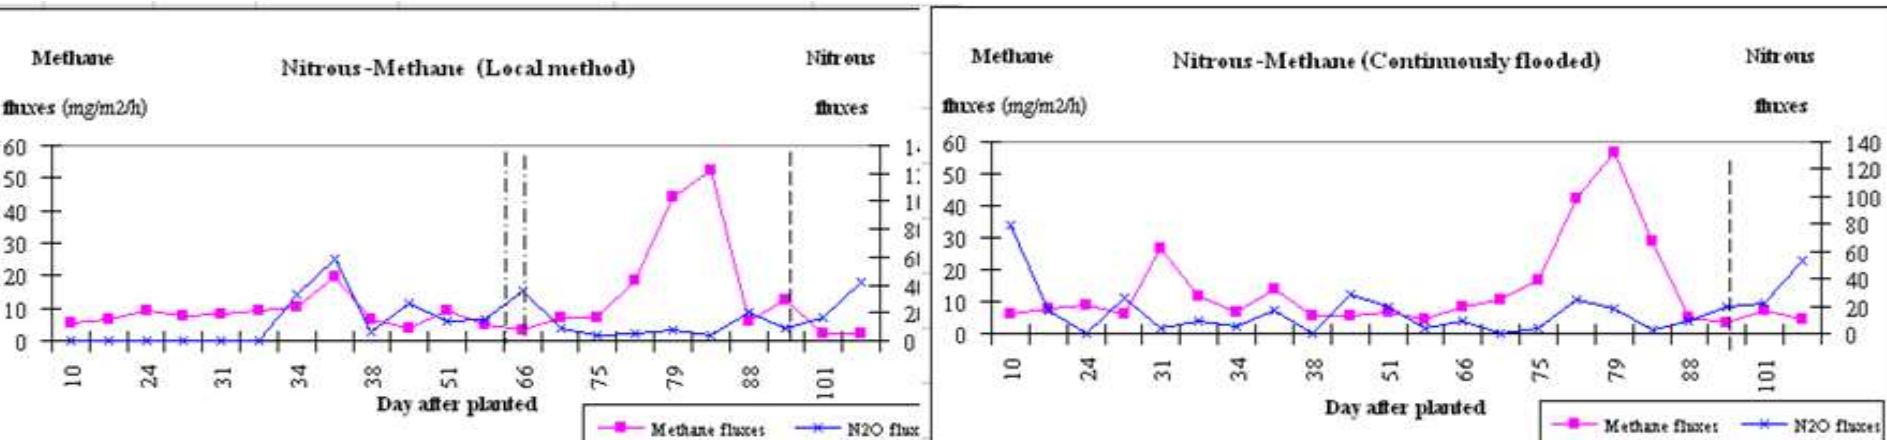 Methane
Nitrous-Methane (Local method)
Nitrous
fluxes (mg/m2/h)
fluxes
60
50
40
30
20
10
0
0
10 24 31 34 38 51 66 75 79 88 101
Day after planted
Methane fluxes N2O flux
Methane
Nitrous-Methane (Continuously flooded)
Nitrous
fluxes (mg/m2/h)
fluxes
60 140
50 120
40 100
30 80
20 60
10 40
0 20
0
10 24 31 34 38 51 66 75 79 88 101
Day after planted
Methane fluxes N2O fluxes